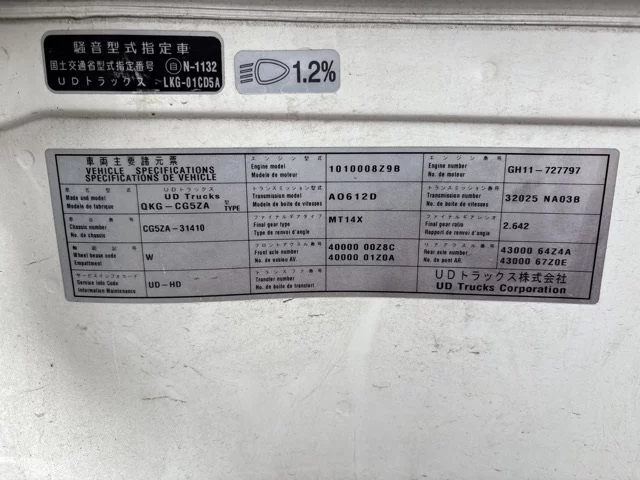 騒音型式指定車
国土交通省型式指定番号 自 N-1132
UDトラックス LKG-01CD5A
1.2%
車両主要諸元票
VEHICLE SPECIFICATIONS
SPECIFICATIONS DE VEHICLE
エンジン型式
Engine model
Modele de moteur
1010008Z9B
エンジン番号
Engine number
No. de moteur
GH11-727797
Make and model
Modele de fabrique
UDトラックス
UD Trucks
QKG-CG5ZA 型 TYPE
トランスミッション型式
Transmission model
Modele de boite de vitesses
AO612D
トランスミッション番号
Transmission number
No. de boite de vitesses
32025 NA03B
車台番号
Chassis number
No. de chassis
CG5ZA-31410
ファイナルギアタイプ
Final gear type
Type de renvoi d'angle
MT14X
ファイナルギアレシオ
Final gear ratio
Rapport de renvoi d'angle
2.642
Wheel base code
Empattement
W
フロントアクスル番号
Front axle number
No. de essieu AV.
40000 00Z8C
40000 01Z0A
リアアクスル番号
Rear axle number
No. de pont AR.
43000 64Z4A
43000 67Z0E
サービスインフォコード
Service Info Code
Information Maintenance
UD-HD
トランスファ番号
Transfer number
No. de boite de transfert
UDトラックス株式会社
UD Trucks Corporation